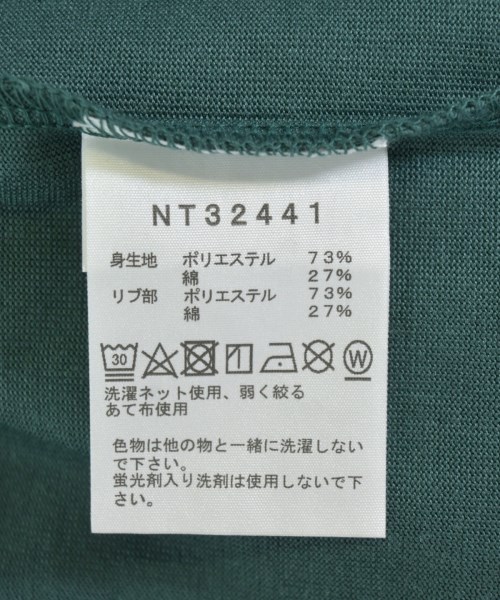 NT32441
身生地 ポリエステル 73%
綿 27%
リブ部 ポリエステル 73%
綿 27%
30 W
洗濯ネット使用、弱く絞る
あて布使用
色物は他の物と一緒に洗濯しない
で下さい。
蛍光剤入り洗剤は使用しないで下
さい。